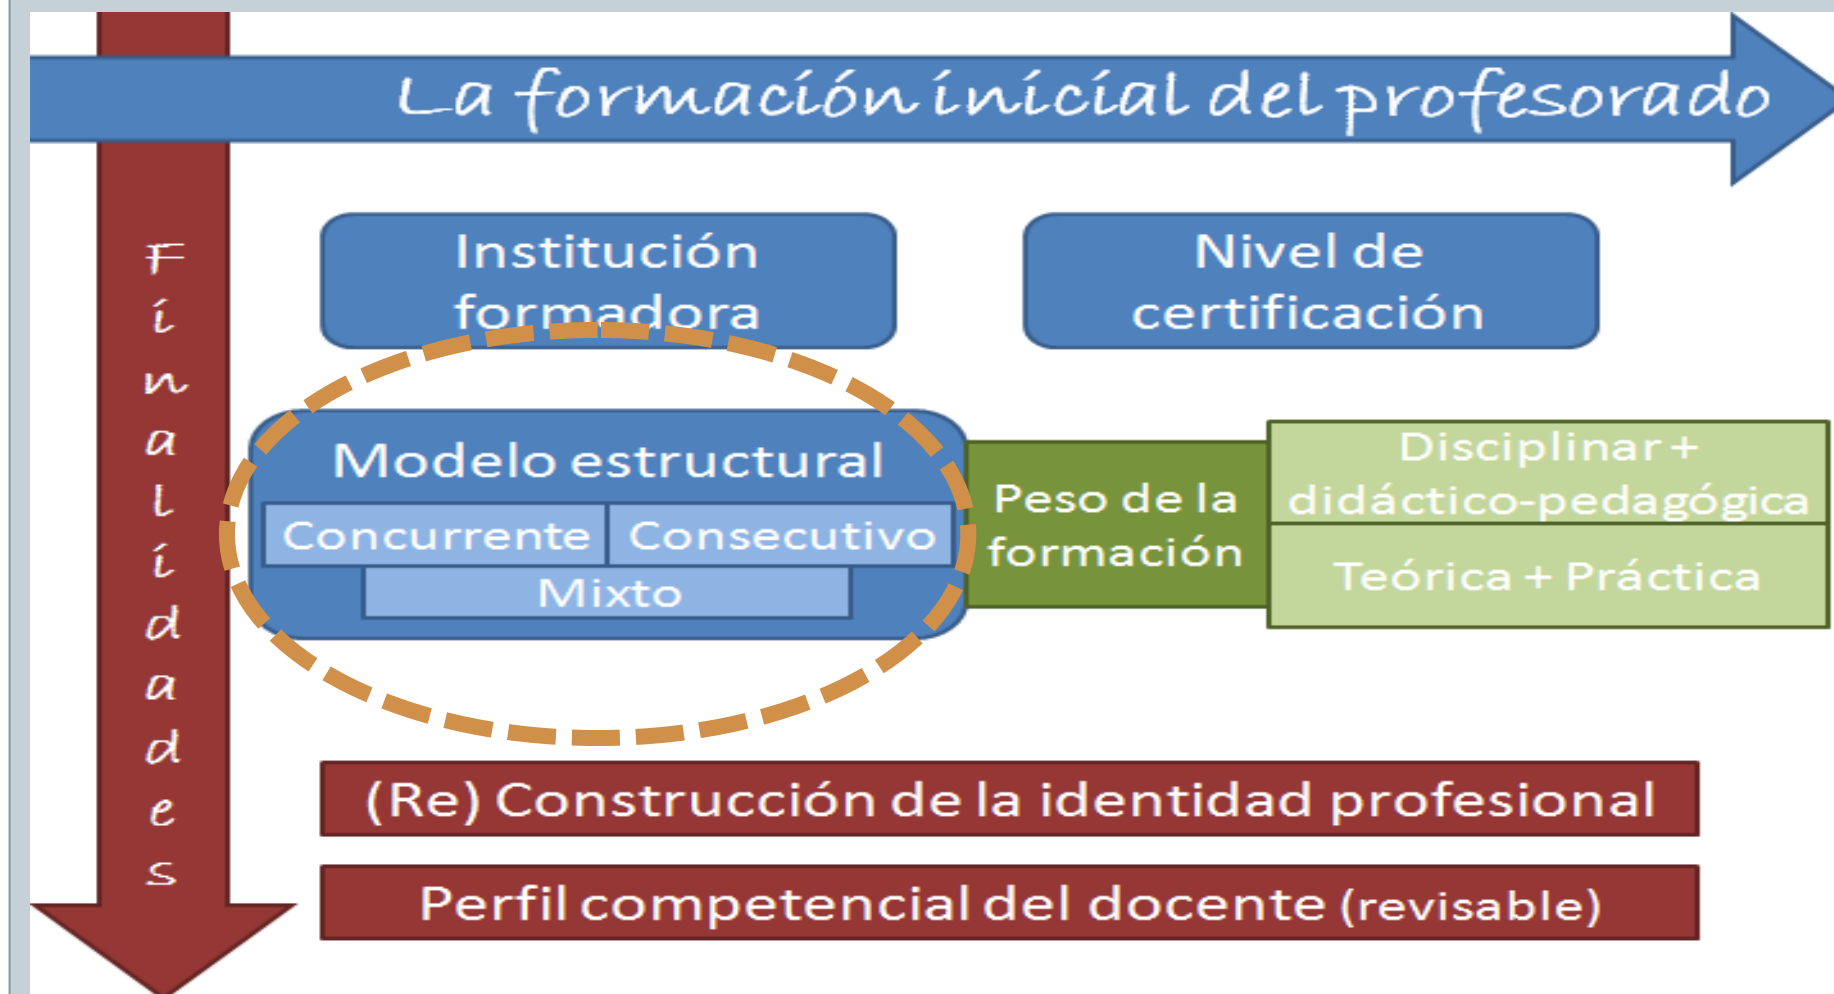 La formación inicial del profesorado
Finalidades
Institución
formadora
Nivel de
certificación
Modelo estructural
Concurrente
Consecutivo
Mixto
Peso de la
formación
Disciplinar +
didáctico-pedagógica
Teórica + Práctica
(Re) Construcción de la identidad profesional
Perfil competencial del docente (revisable)